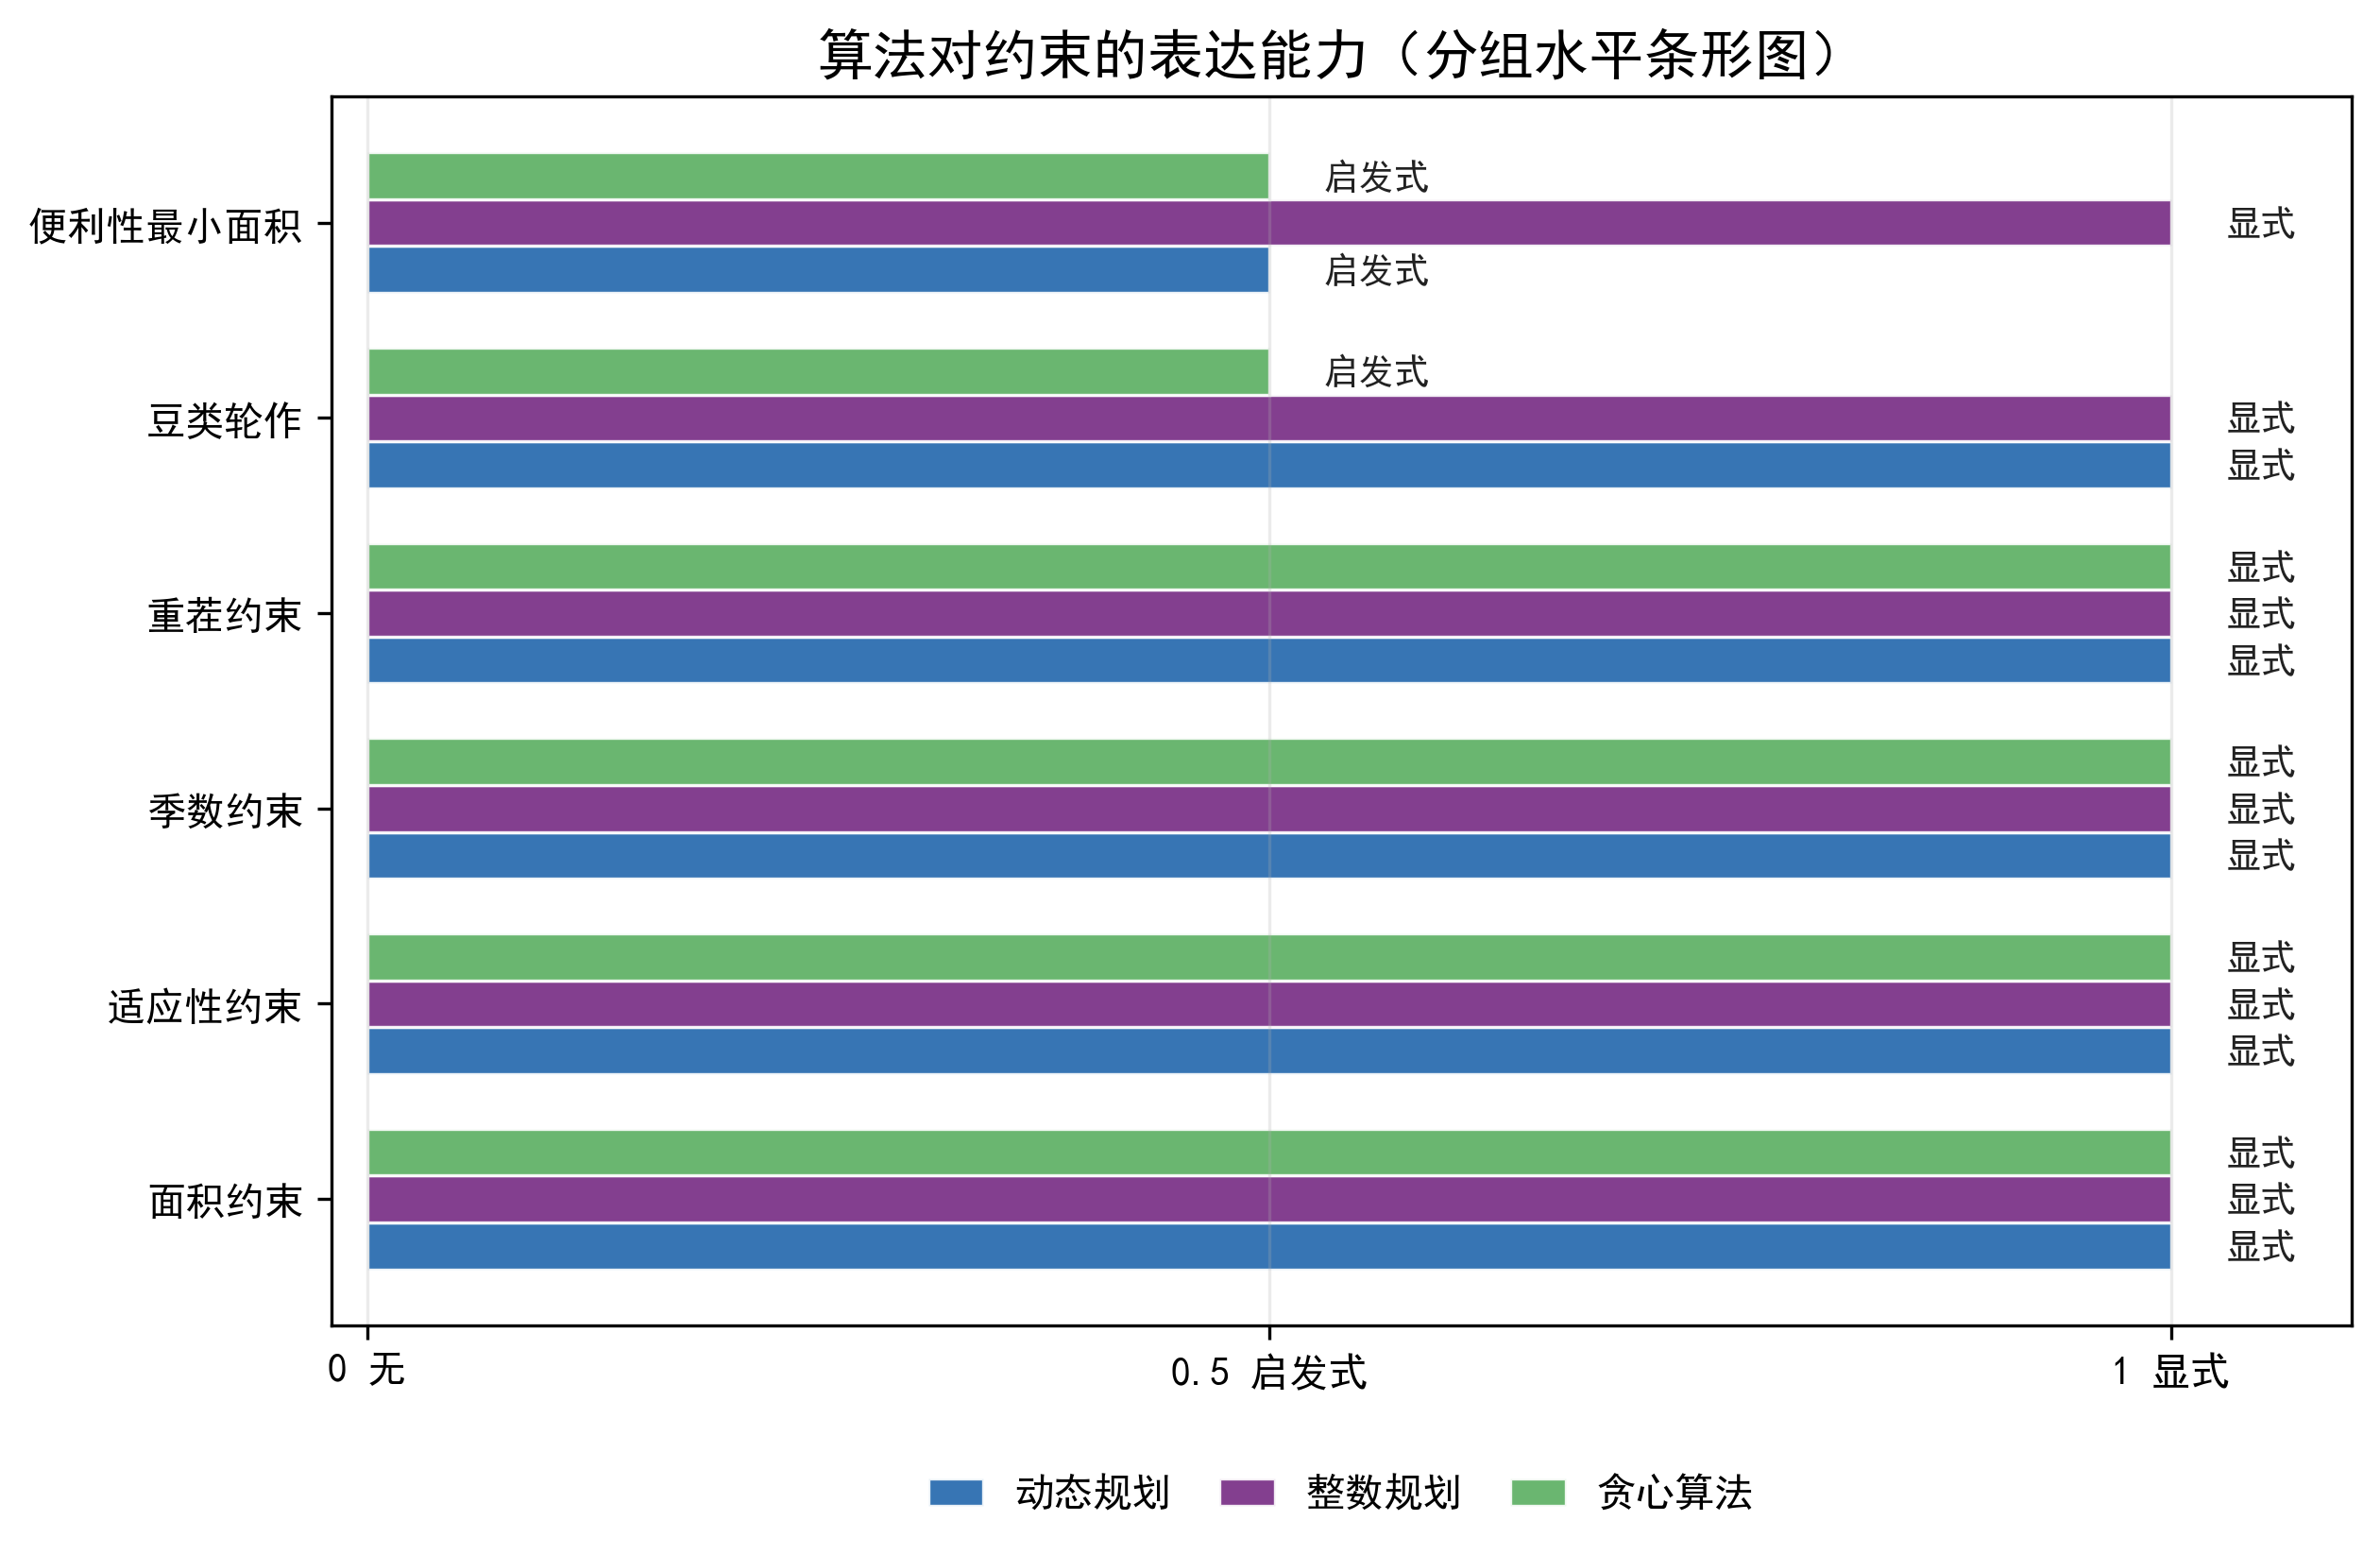 算法对约束的表达能力（分组水平条形图）
启发式
便利性最小面积
显式
启发式
启发式
豆类轮作
显式
显式
显式
重茬约束
显式
显式
显式
季数约束
显式
显式
显式
适应性约束
显式
显式
显式
面积约束
显式
显式
0 无
0.5 启发式
1 显式
动态规划
整数规划
贪心算法